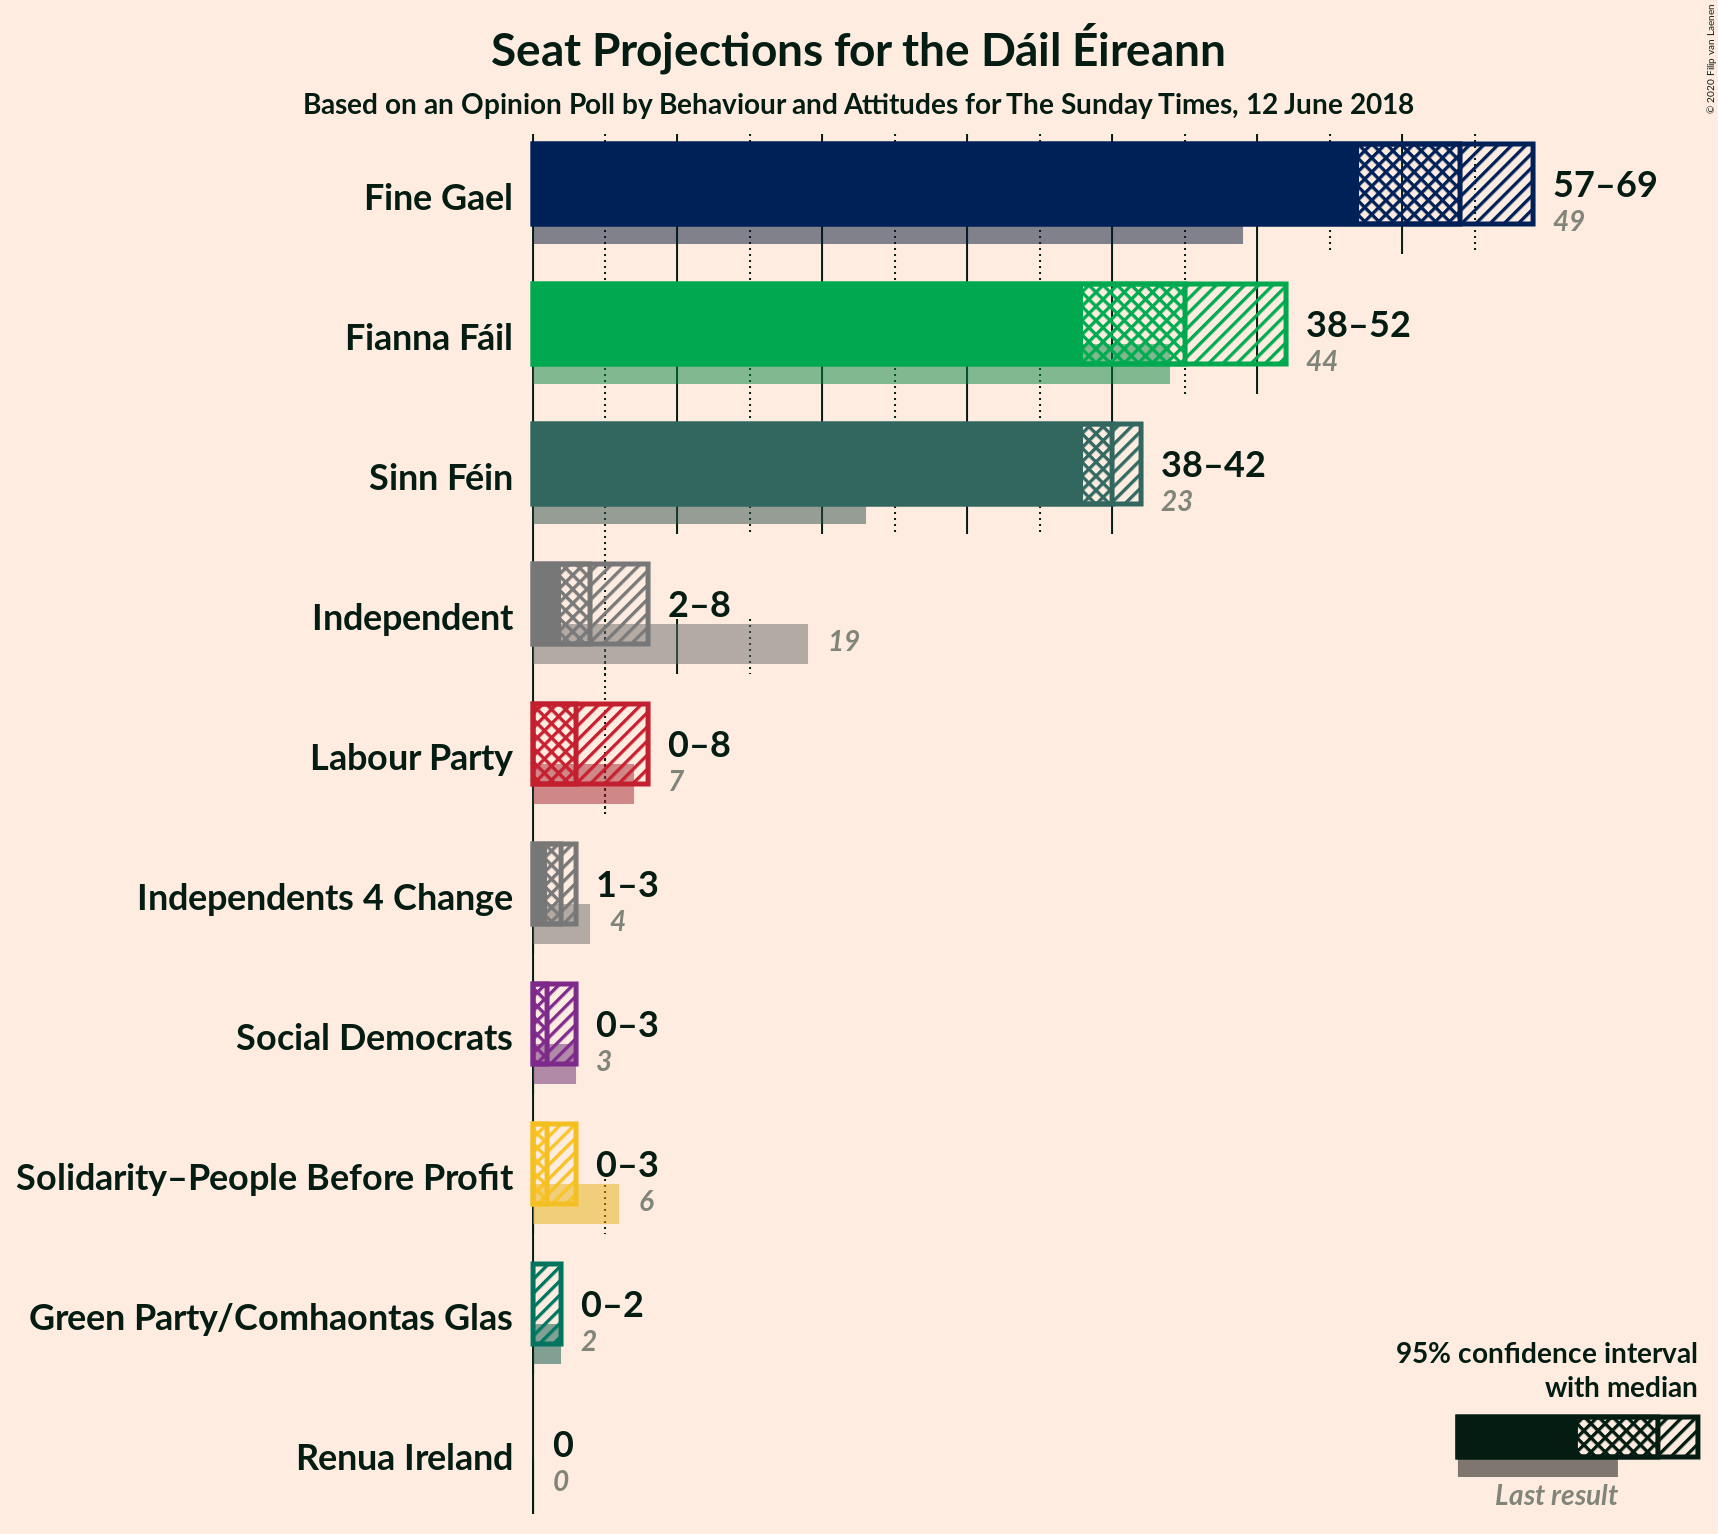 Seat Projections for the Dáil Éireann
Based on an Opinion Poll by Behaviour and Attitudes for The Sunday Times, 12 June 2018
© 2020 Filip van Laenen
Fine Gael
57–69
49
Fianna Fáil
38–52
44
Sinn Féin
38–42
23
Independent
2–8
19
Labour Party
0–8
7
Independents 4 Change
1–3
4
Social Democrats
0–3
3
Solidarity–People Before Profit
0–3
6
Green Party/Comhaontas Glas
0–2
2
Renua Ireland
0
0
95% confidence interval
with median
Last result